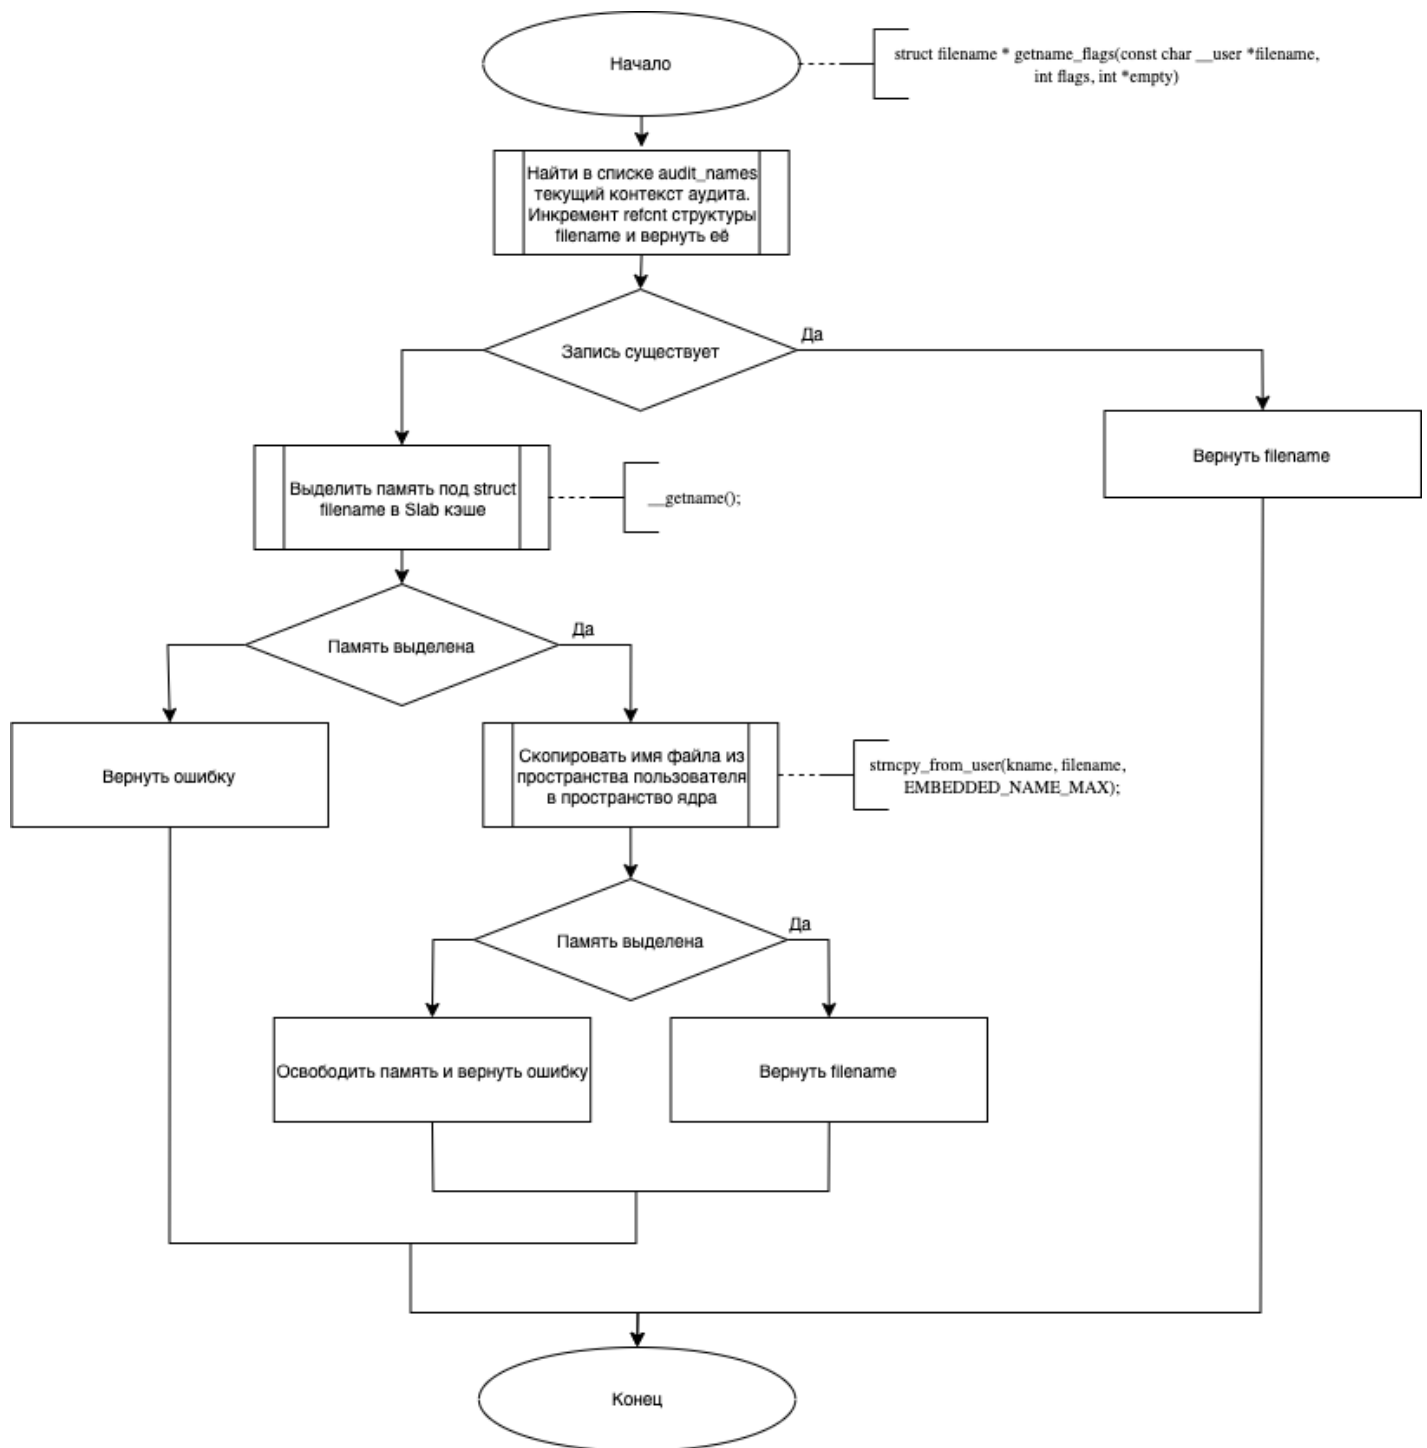 Начало
struct filename * getname_flags(const char __user *filename,
int flags, int *empty)
Найти в списке audit_names
текущий контекст аудита.
Инкремент refcnt структуры
filename и вернуть её
Запись существует
Да
Вернуть filename
Выделить память под struct
filename в Slab кэше
__getname();
Память выделена
Да
Вернуть ошибку
Скопировать имя файла из
пространства пользователя
в пространство ядра
strncpy_from_user(kname, filename,
EMBEDDED_NAME_MAX);
Память выделена
Да
Освободить память и вернуть ошибку
Вернуть filename
Конец